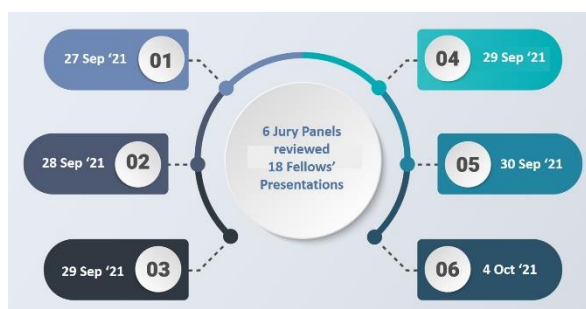 27 Sep ‘21 01
28 Sep ‘21 02
29 Sep ‘21 03
6 Jury Panels
reviewed
18 Fellows’
Presentations
04 29 Sep ‘21
05 30 Sep ‘21
06 4 Oct ‘21